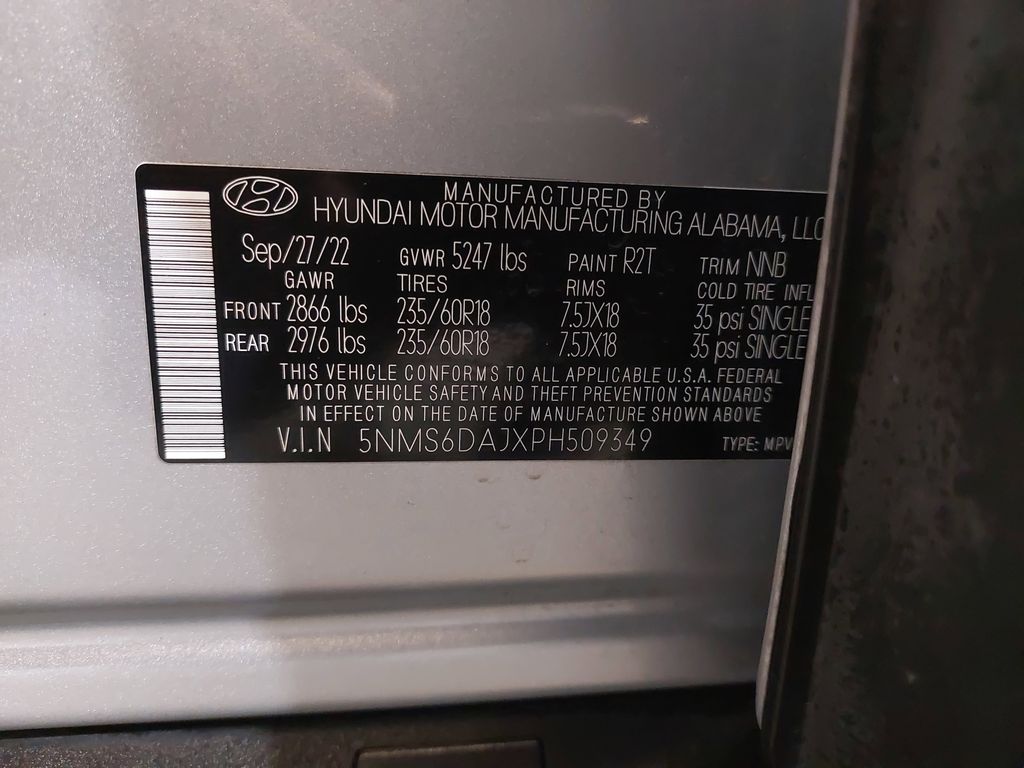 MANUFACTURED BY
HYUNDAI MOTOR MANUFACTURING ALABAMA, LLC
Sep/27/22 GVWR 5247 lbs PAINT R2T TRIM NNB
GAWR TIRES RIMS COLD TIRE INFL
FRONT 2866 lbs 235/60R18 7.5JX18 35 psi SINGLE
REAR 2976 lbs 235/60R18 7.5JX18 35 psi SINGLE
THIS VEHICLE CONFORMS TO ALL APPLICABLE U.S.A. FEDERAL
MOTOR VEHICLE SAFETY AND THEFT PREVENTION STANDARDS
IN EFFECT ON THE DATE OF MANUFACTURE SHOWN ABOVE
V.I.N 5NMS6DAJXPH509349 TYPE: MPV